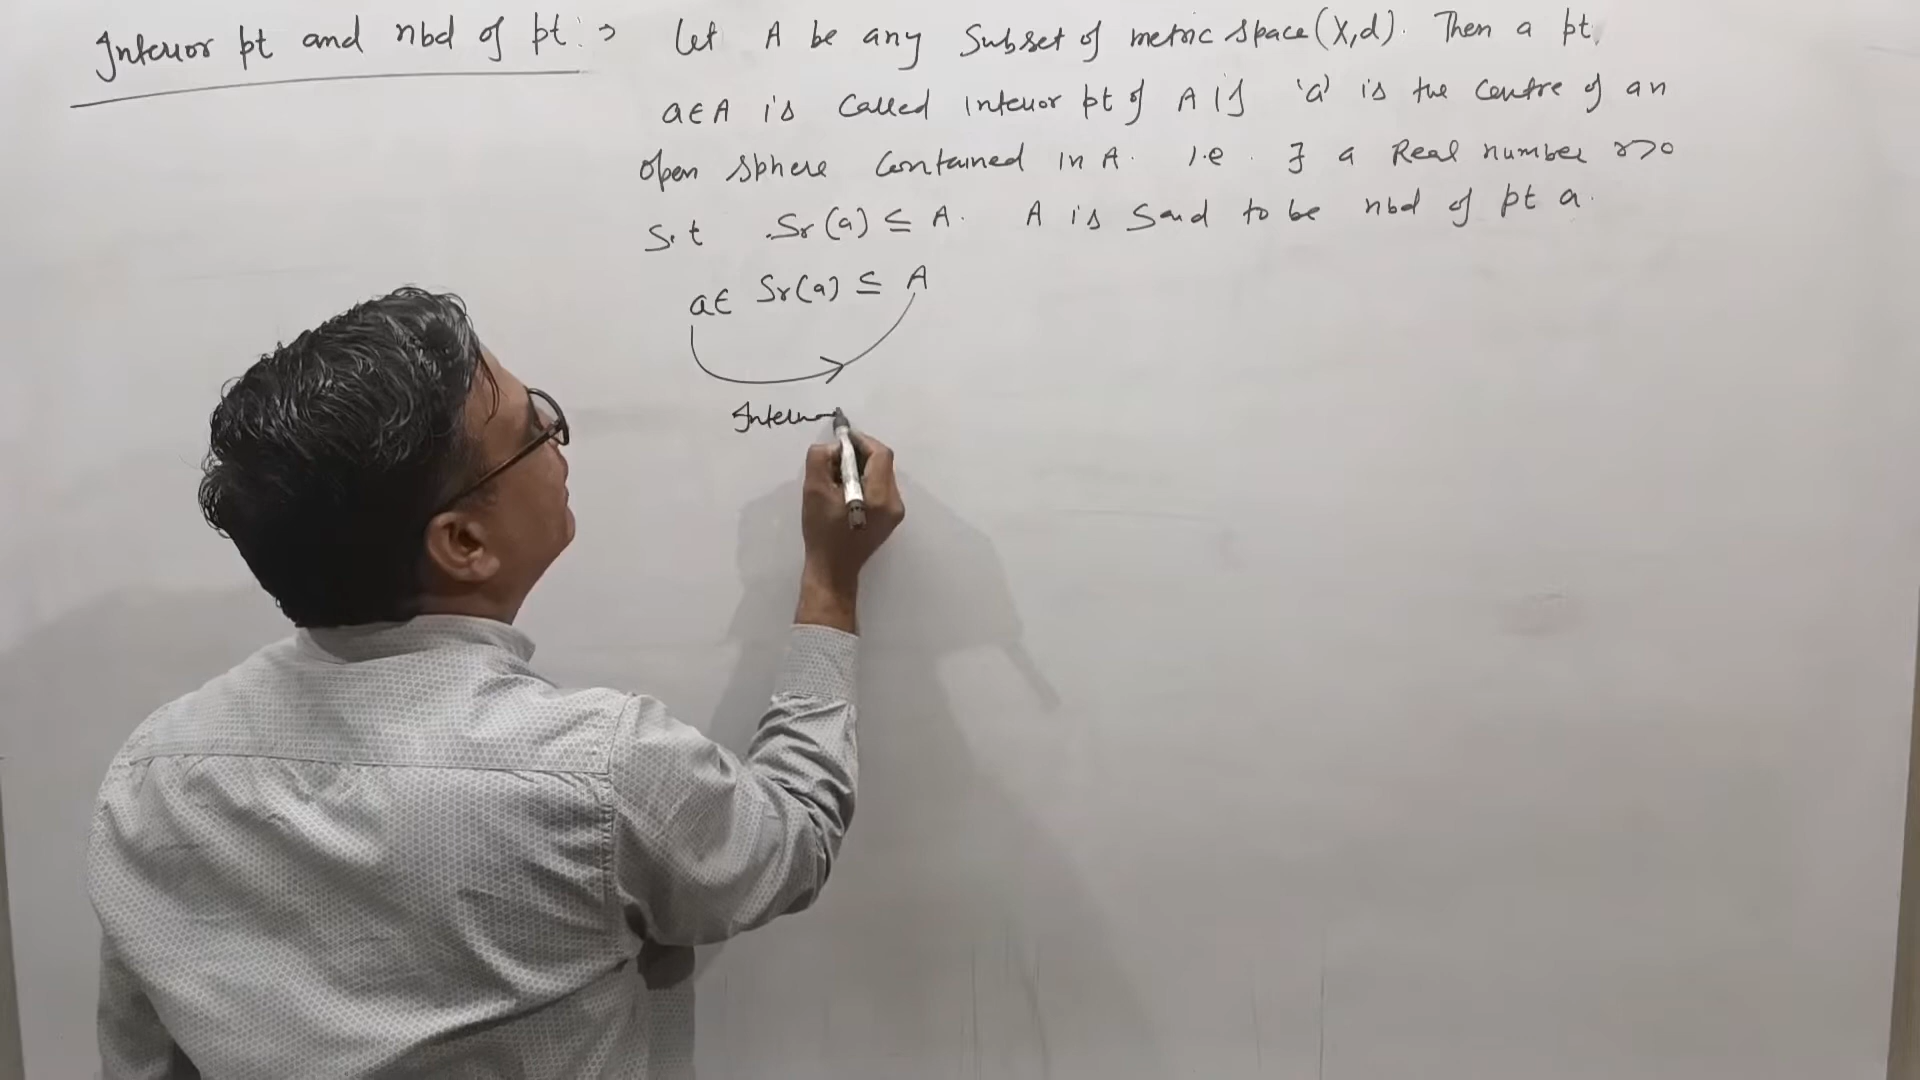 Interior pt and nbd of pt :> Let A be any Subset of metric space (X,d). Then a pt.
a∈A is called interior pt of A if 'a' is the centre of an
open sphere contained in A. i.e. ∃ a Real number r>0
S.t Sr(a) ⊆ A. A is said to be nbd of pt a.
a∈ Sr(a) ⊆ A